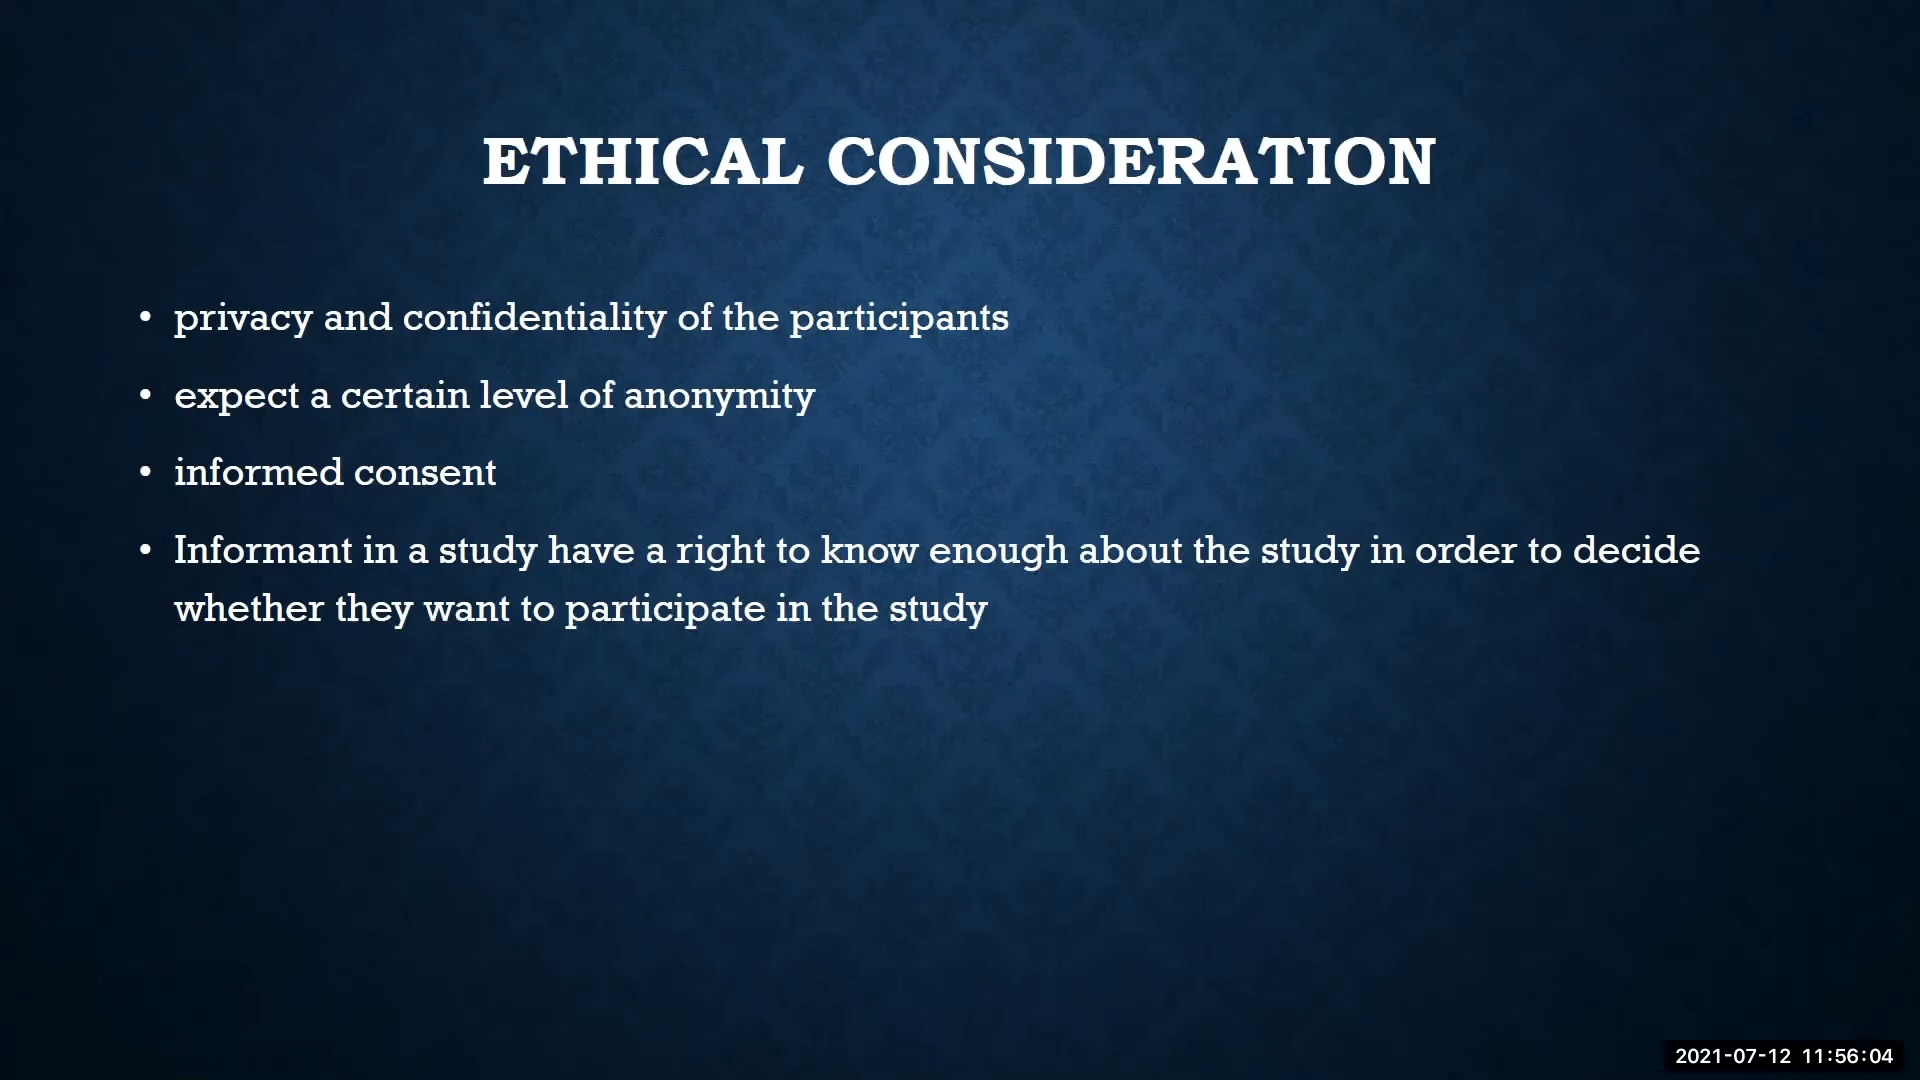 ETHICAL CONSIDERATION
• privacy and confidentiality of the participants
• expect a certain level of anonymity
• informed consent
• Informant in a study have a right to know enough about the study in order to decide
whether they want to participate in the study
2021-07-12 11:56:04